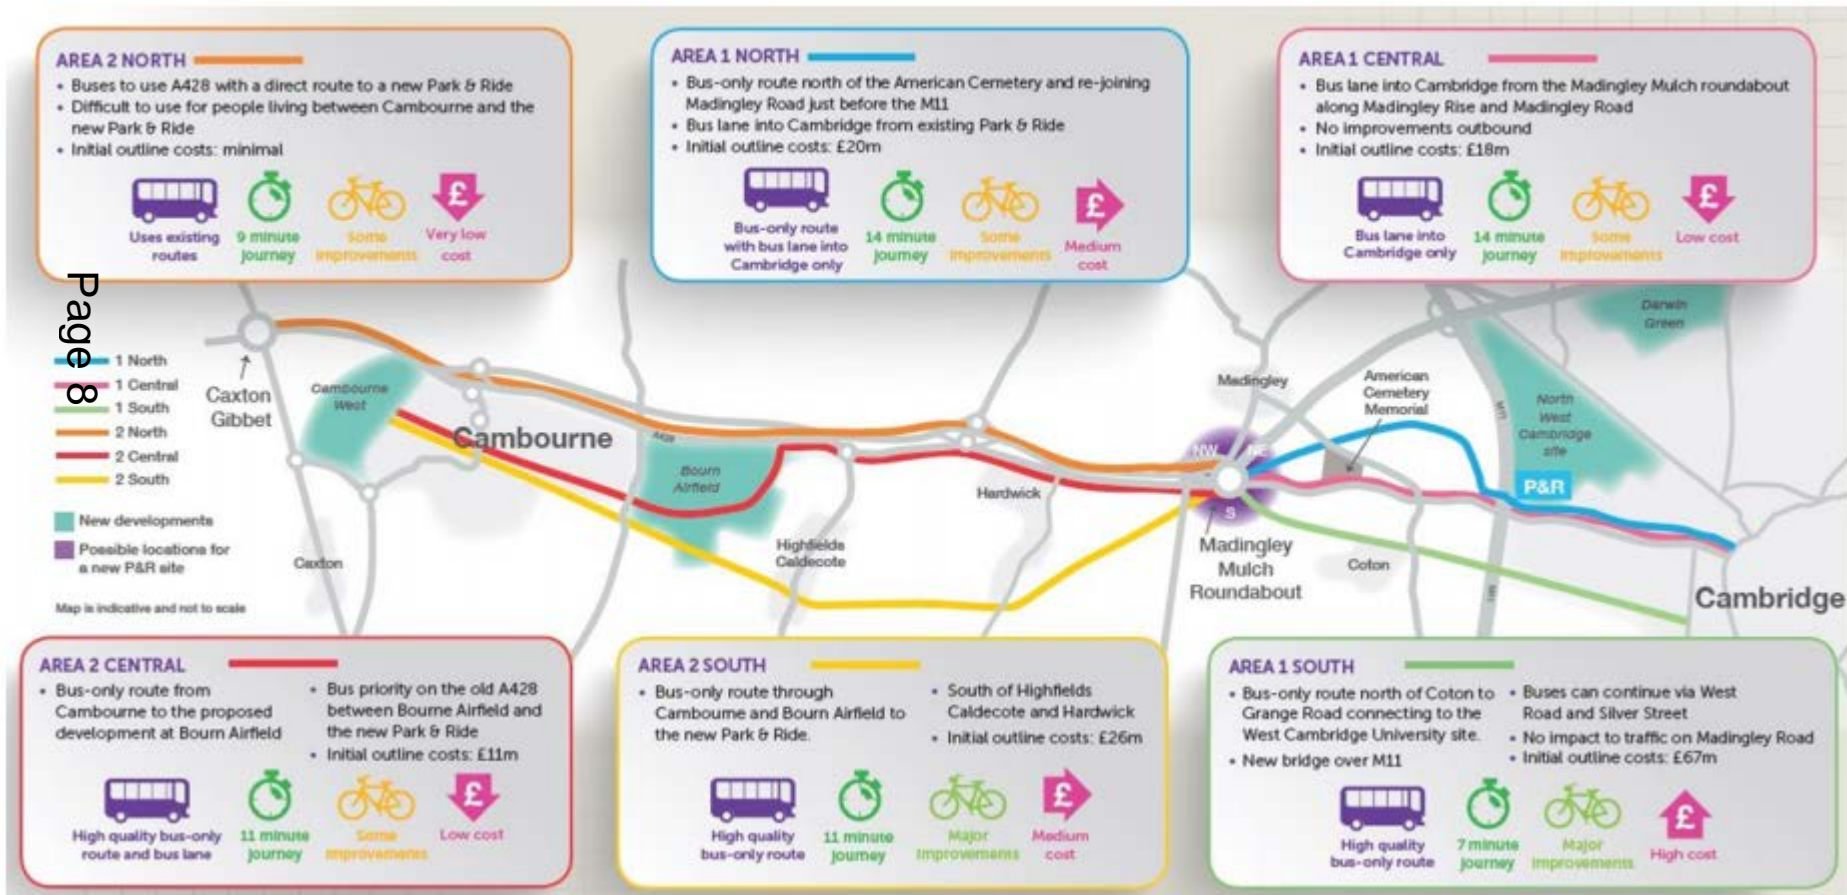 AREA 2 NORTH
• Buses to use A428 with a direct route to a new Park & Ride
• Difficult to use for people living between Cambourne and the
new Park & Ride
• Initial outline costs: minimal
Uses existing
routes
9 minute
journey
Some
improvements
Very low
cost
AREA 1 NORTH
• Bus-only route north of the American Cemetery and re-joining
Madingley Road just before the M11
• Bus lane into Cambridge from existing Park & Ride
• Initial outline costs: £20m
Bus-only route
with bus lane into
Cambridge only
14 minute
journey
Some
improvements
Medium
cost
AREA 1 CENTRAL
• Bus lane into Cambridge from the Madingley Mulch roundabout
along Madingley Rise and Madingley Road
• No improvements outbound
• Initial outline costs: £18m
Bus lane into
Cambridge only
14 minute
journey
Some
improvements
Low cost
Page 8
1 North
1 Central
1 South
2 North
2 Central
2 South
New developments
Possible locations for
a new P&R site
Map is indicative and not to scale
Caxton
Gibbet
Cambourne
West
Cambourne
Caxton
A428
Bourn
Airfield
Highfields
Caldecote
Hardwick
Madingley
NW
NE
S
Madingley
Mulch
Roundabout
American
Cemetery
Memorial
Coton
M11
M11
North
West
Cambridge
site
Darwin
Green
P&R
Cambridge
AREA 2 CENTRAL
• Bus-only route from
Cambourne to the proposed
development at Bourn Airfield
• Bus priority on the old A428
between Bourne Airfield and
the new Park & Ride
• Initial outline costs: £11m
High quality bus-only
route and bus lane
11 minute
journey
Some
improvements
Low cost
AREA 2 SOUTH
• Bus-only route through
Cambourne and Bourn Airfield to
the new Park & Ride.
• South of Highfields
Caldecote and Hardwick
• Initial outline costs: £26m
High quality
bus-only route
11 minute
journey
Major
improvements
Medium
cost
AREA 1 SOUTH
• Bus-only route north of Coton to
Grange Road connecting to the
West Cambridge University site.
• New bridge over M11
• Buses can continue via West
Road and Silver Street
• No impact to traffic on Madingley Road
• Initial outline costs: £67m
High quality
bus-only route
7 minute
journey
Major
improvements
High cost